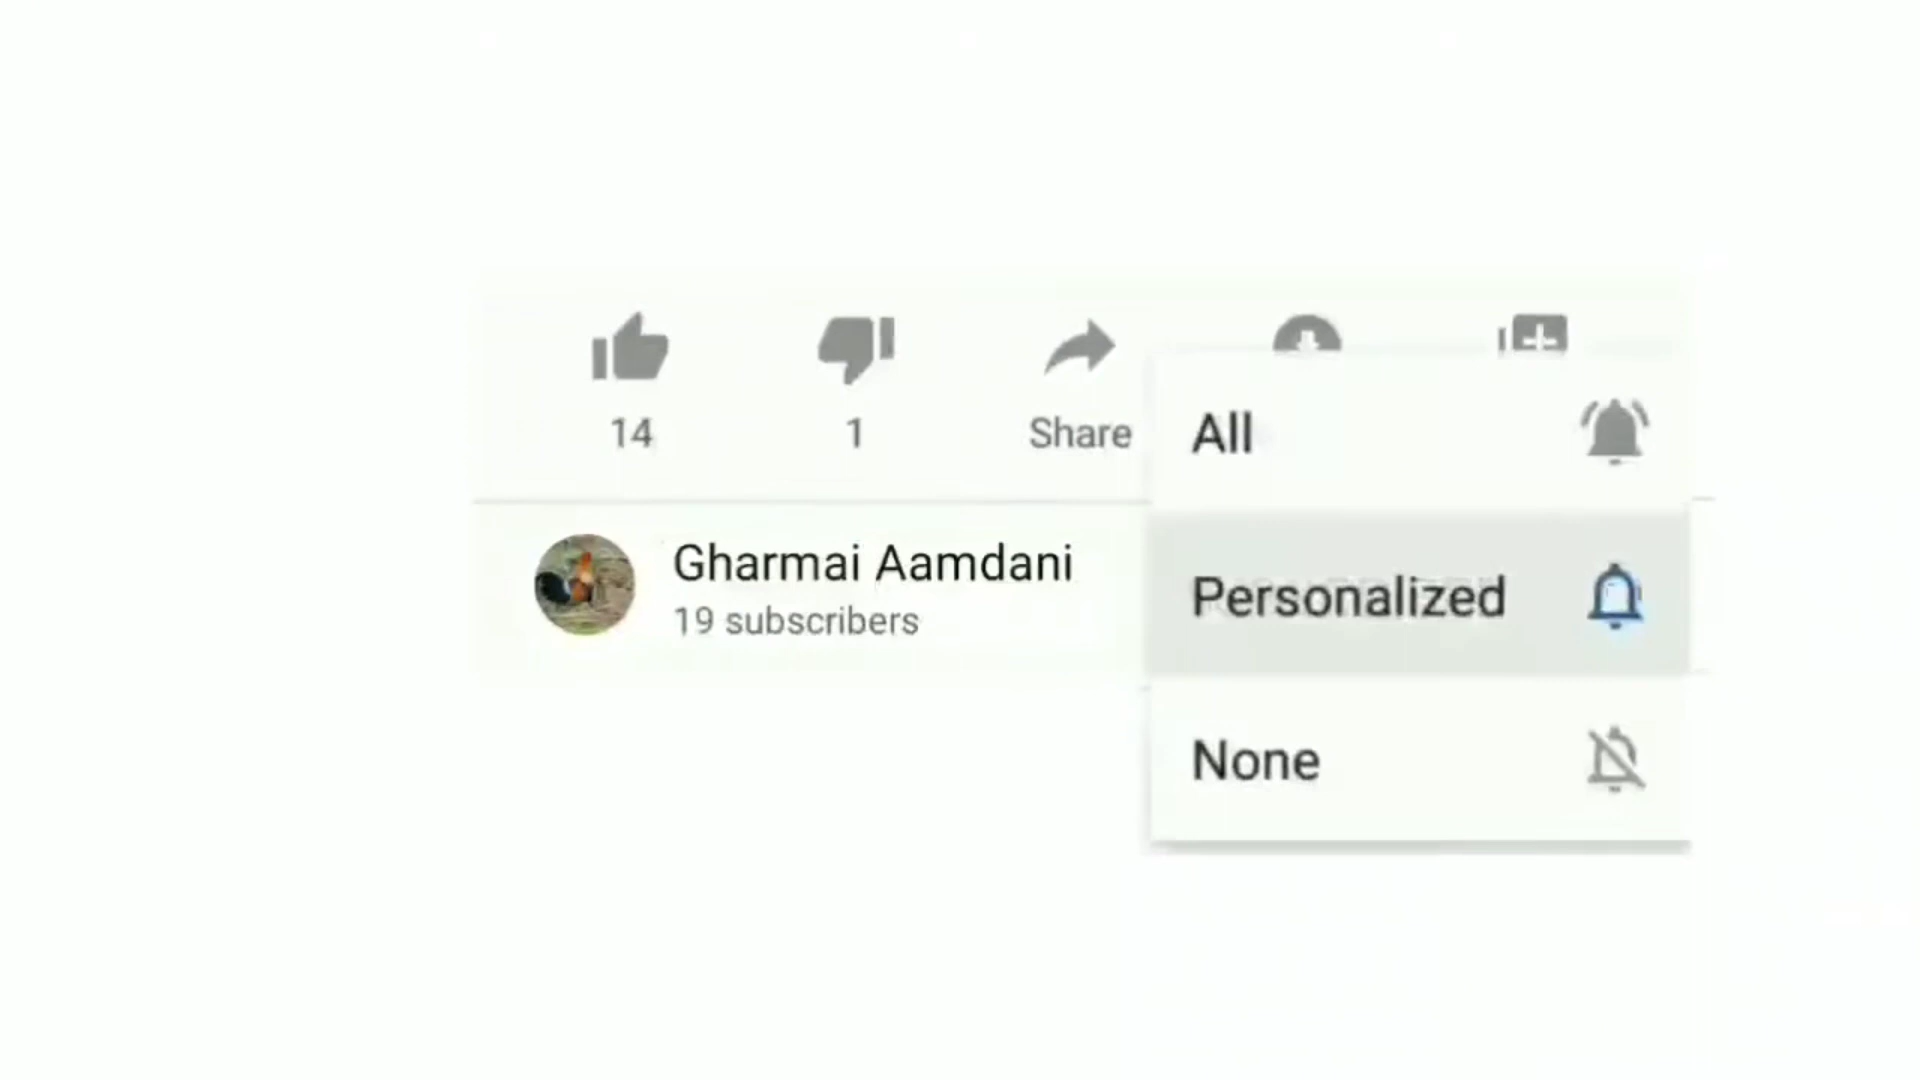 14
1
Share
Gharmai Aamdani
19 subscribers
All
Personalized
None